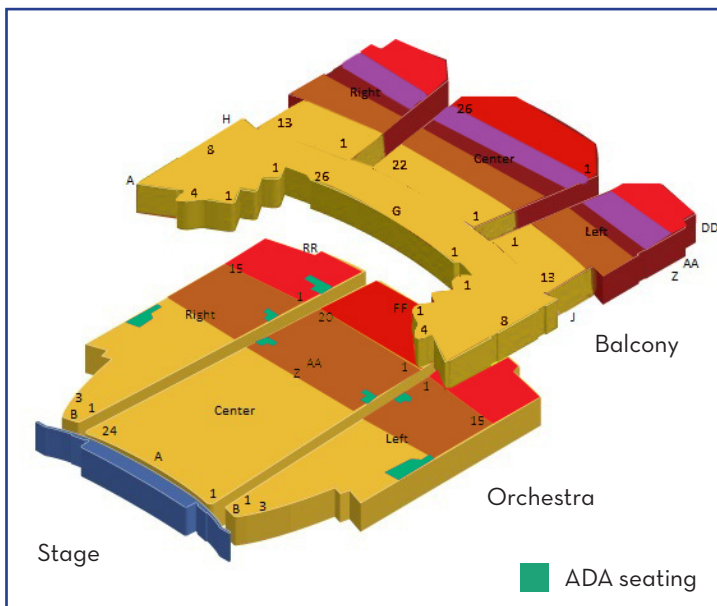 Right
H
13
26
8
1
22
Center
1
A
1
26
4
1
G
1
DD
1
Left
AA
RR
1
Z
15
1
13
1
20
FF
1
8
J
Right
4
Balcony
AA
Z
1
1
3
Center
B
1
15
24
Left
A
1
B
1
3
Orchestra
Stage
ADA seating